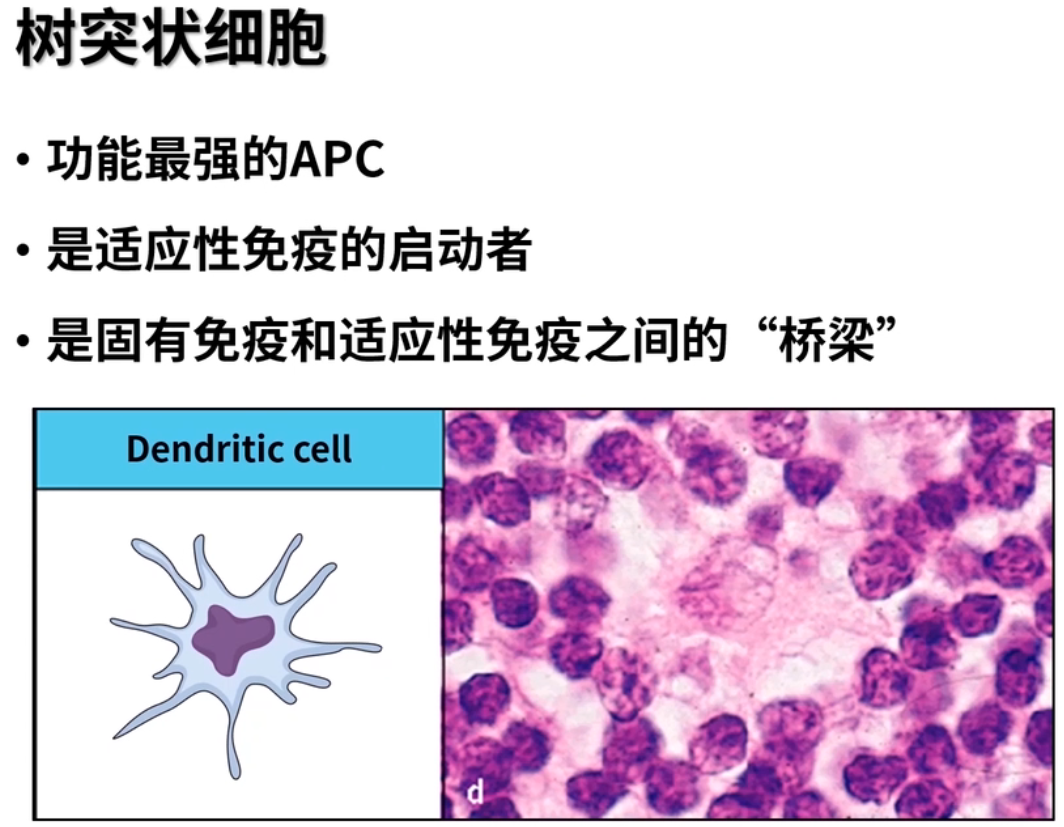 树突状细胞
• 功能最强的APC
• 是适应性免疫的启动者
• 是固有免疫和适应性免疫之间的“桥梁”
Dendritic cell
d